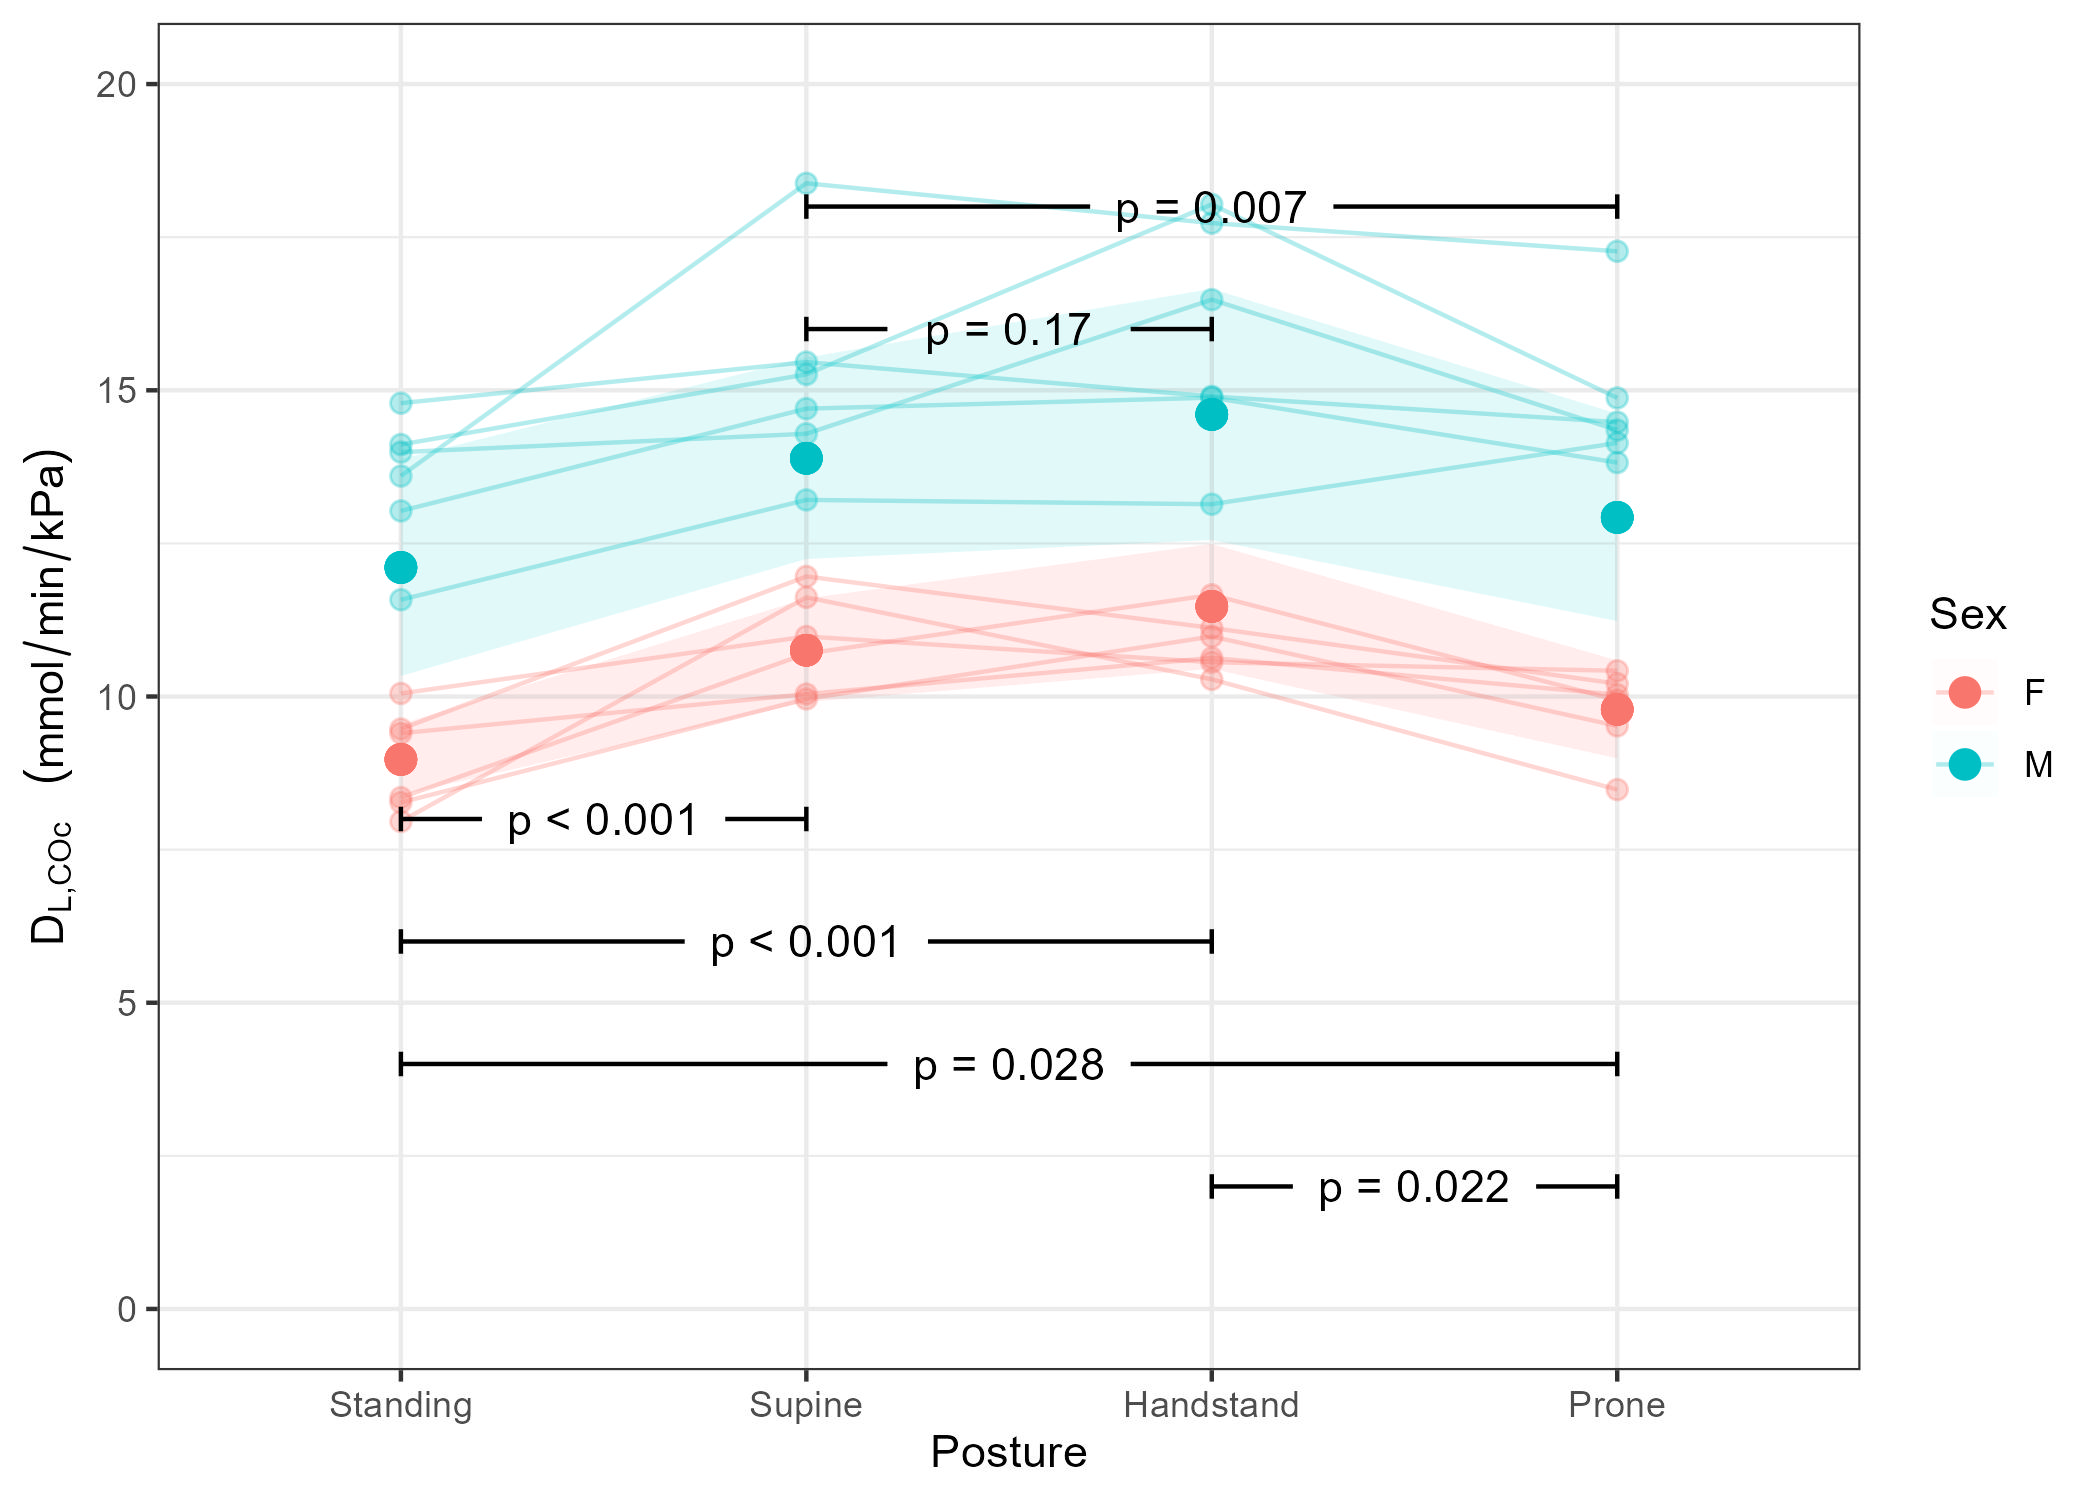 20
15
10
5
0
D_L,COc (mmol/min/kPa)
p = 0.007
p = 0.17
p < 0.001
p < 0.001
p = 0.028
p = 0.022
Standing
Supine
Handstand
Prone
Posture
Sex
F
M